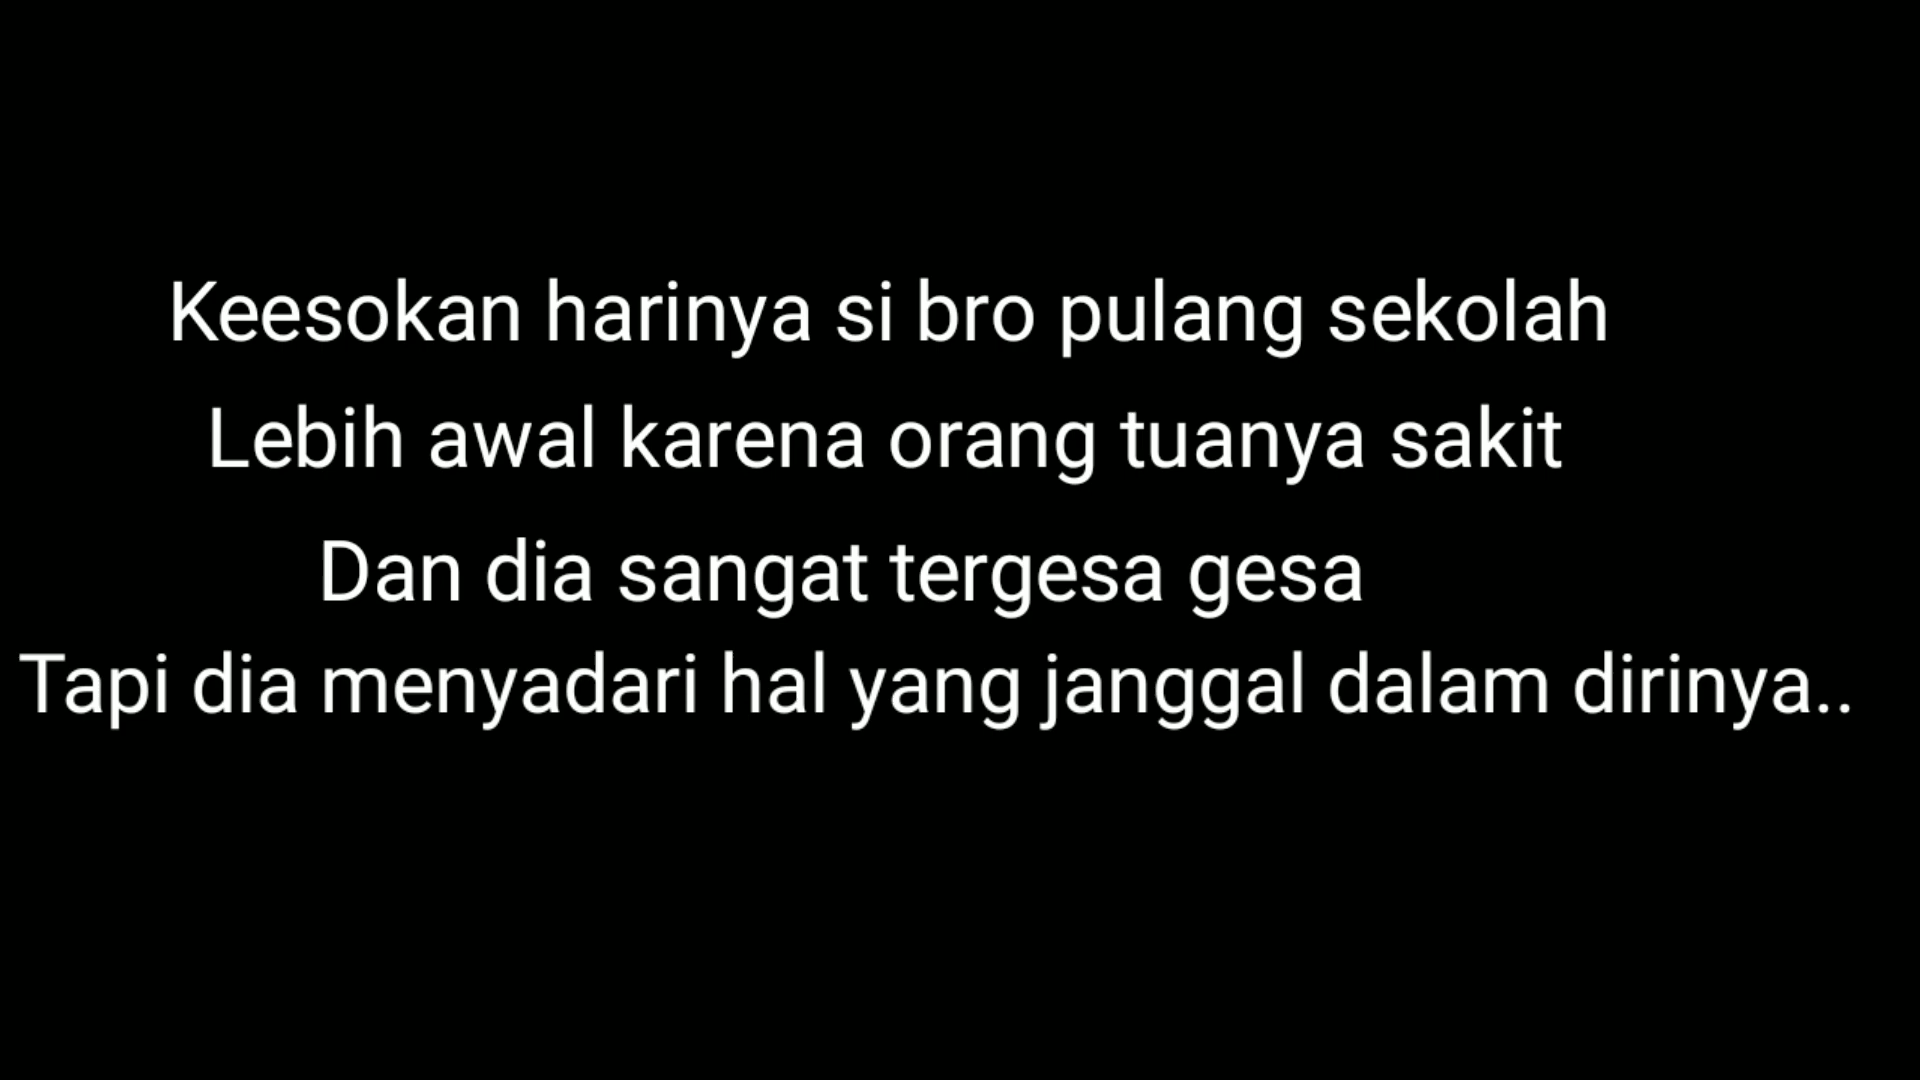 Keesokan harinya si bro pulang sekolah
Lebih awal karena orang tuanya sakit
Dan dia sangat tergesa gesa
Tapi dia menyadari hal yang janggal dalam dirinya..